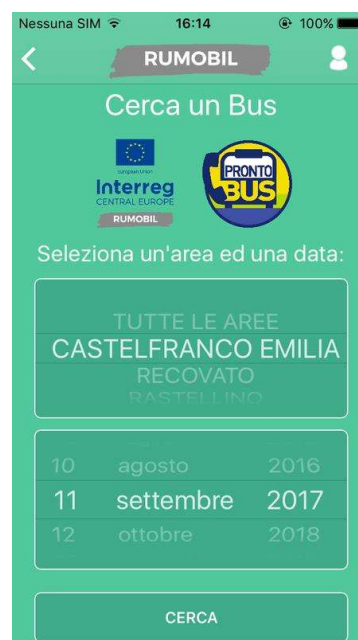 Nessuna SIM 16:14 100%
RUMOBIL
Cerca un Bus
European Union
Interreg
CENTRAL EUROPE
RUMOBIL
PRONTO
BUS
Seleziona un'area ed una data:
TUTTE LE AREE
CASTELFRANCO EMILIA
RECOVATO
RASTELLINO
10 agosto 2016
11 settembre 2017
12 ottobre 2018
CERCA